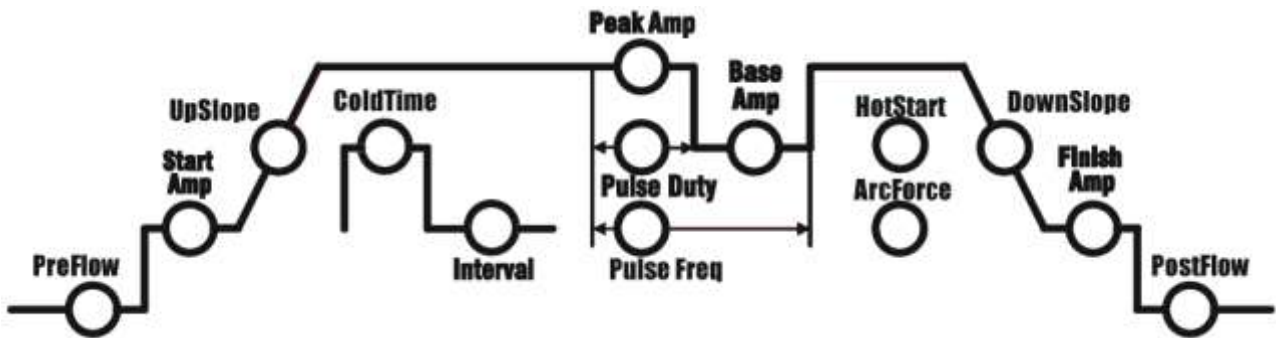 Peak Amp
Base
Amp
UpSlope
ColdTime
HotStart
DownSlope
Start
Amp
Pulse Duty
ArcForce
Finish
Amp
PreFlow
Interval
Pulse Freq
PostFlow